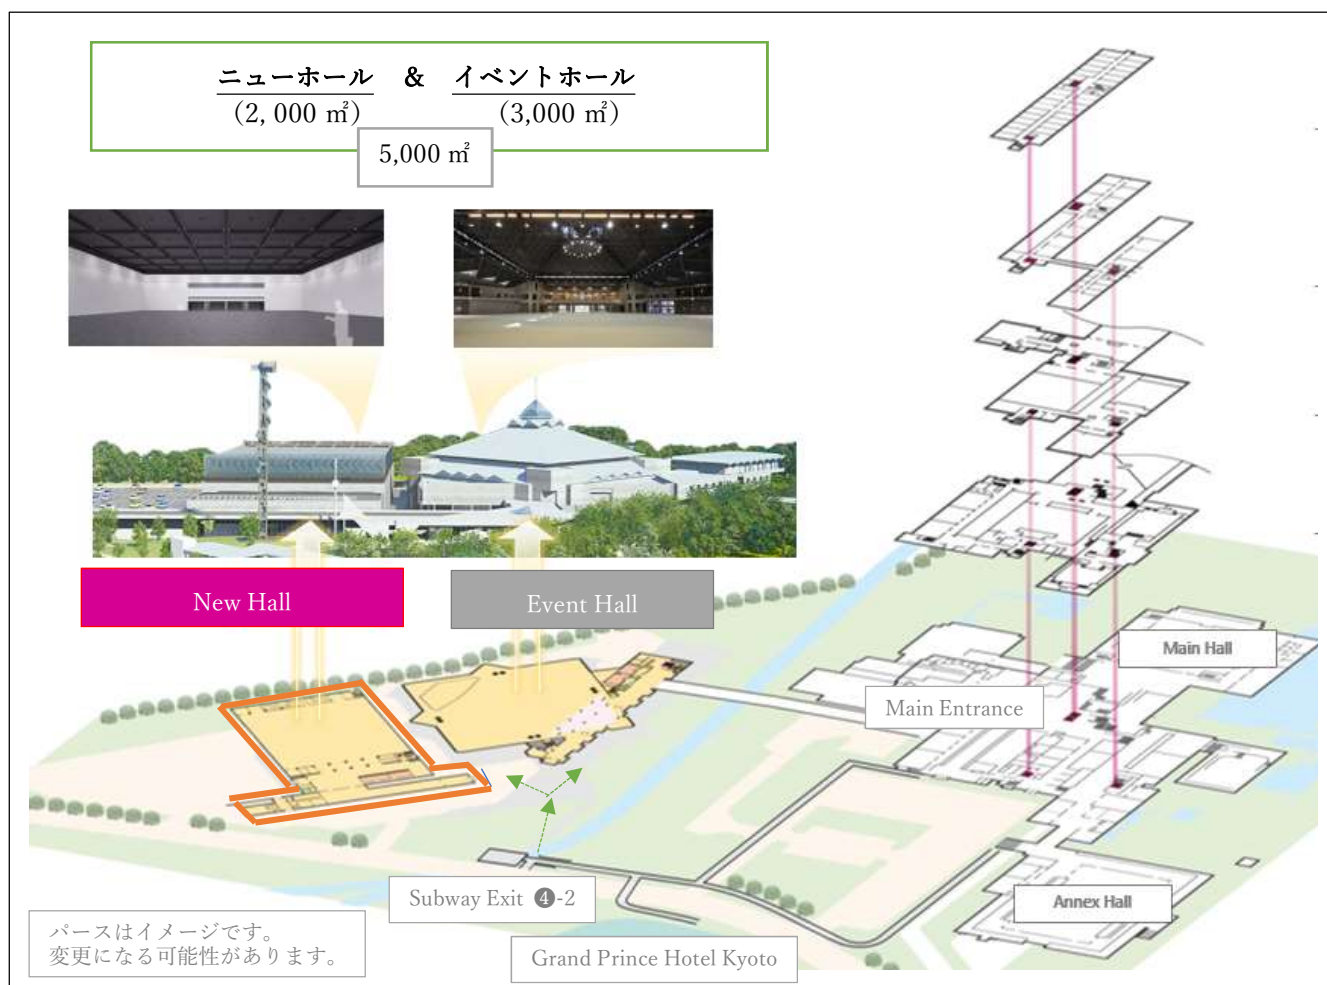 ニューホール & イベントホール
(2, 000 ㎡) (3,000 ㎡)
5,000 ㎡
New Hall
Event Hall
Main Hall
Main Entrance
Subway Exit ❹-2
Annex Hall
パースはイメージです。
変更になる可能性があります。
Grand Prince Hotel Kyoto